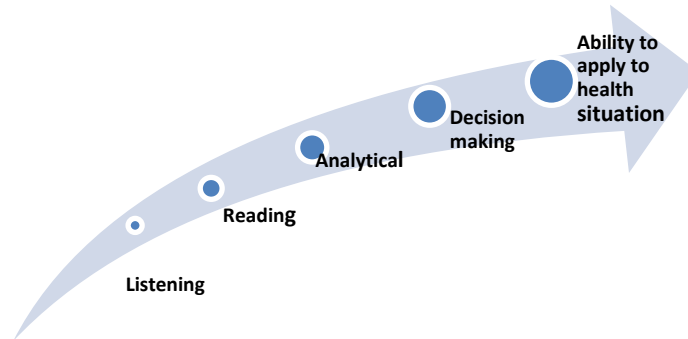 Listening
Reading
Analytical
Decision
making
Ability to
apply to
health
situation